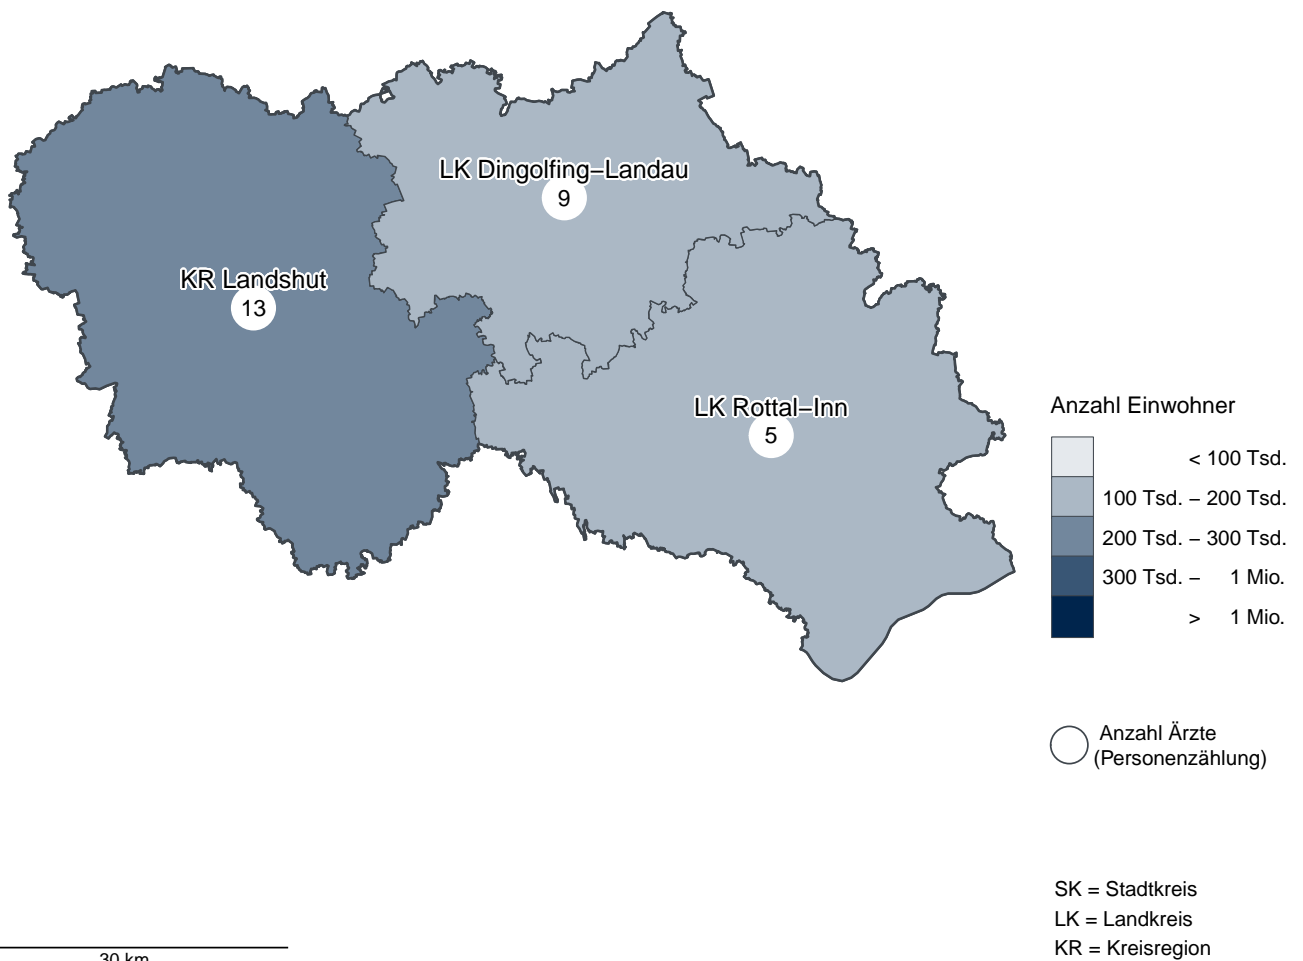 LK Dingolfing–Landau
9
KR Landshut
13
LK Rottal–Inn
5
Anzahl Einwohner
< 100 Tsd.
100 Tsd. – 200 Tsd.
200 Tsd. – 300 Tsd.
300 Tsd. – 1 Mio.
> 1 Mio.
Anzahl Ärzte
(Personenzählung)
SK = Stadtkreis
LK = Landkreis
KR = Kreisregion
30 km